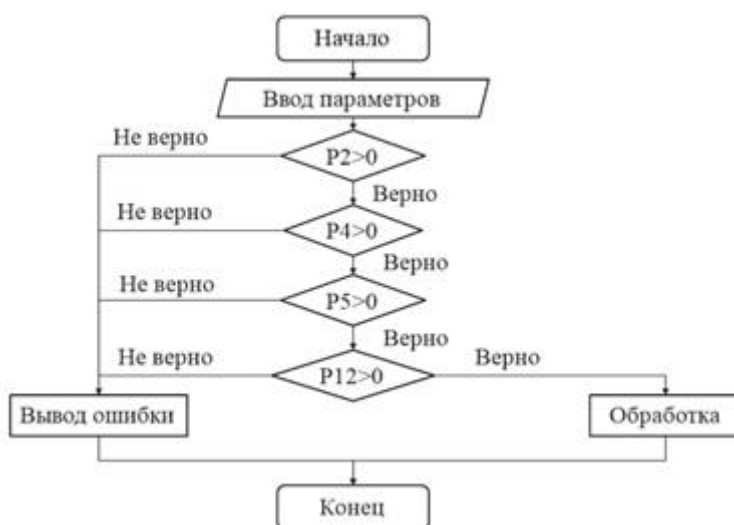 Начало
Ввод параметров
Не верно
P2>0
Верно
Не верно
P4>0
Верно
Не верно
P5>0
Верно
Не верно
P12>0
Верно
Вывод ошибки
Обработка
Конец